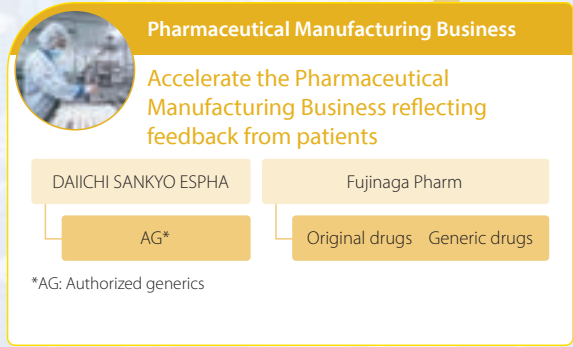 Pharmaceutical Manufacturing Business
Accelerate the Pharmaceutical
Manufacturing Business reflecting
feedback from patients
DAIICHI SANKYO ESPHA
Fujinaga Pharm
AG*
Original drugs Generic drugs
*AG: Authorized generics